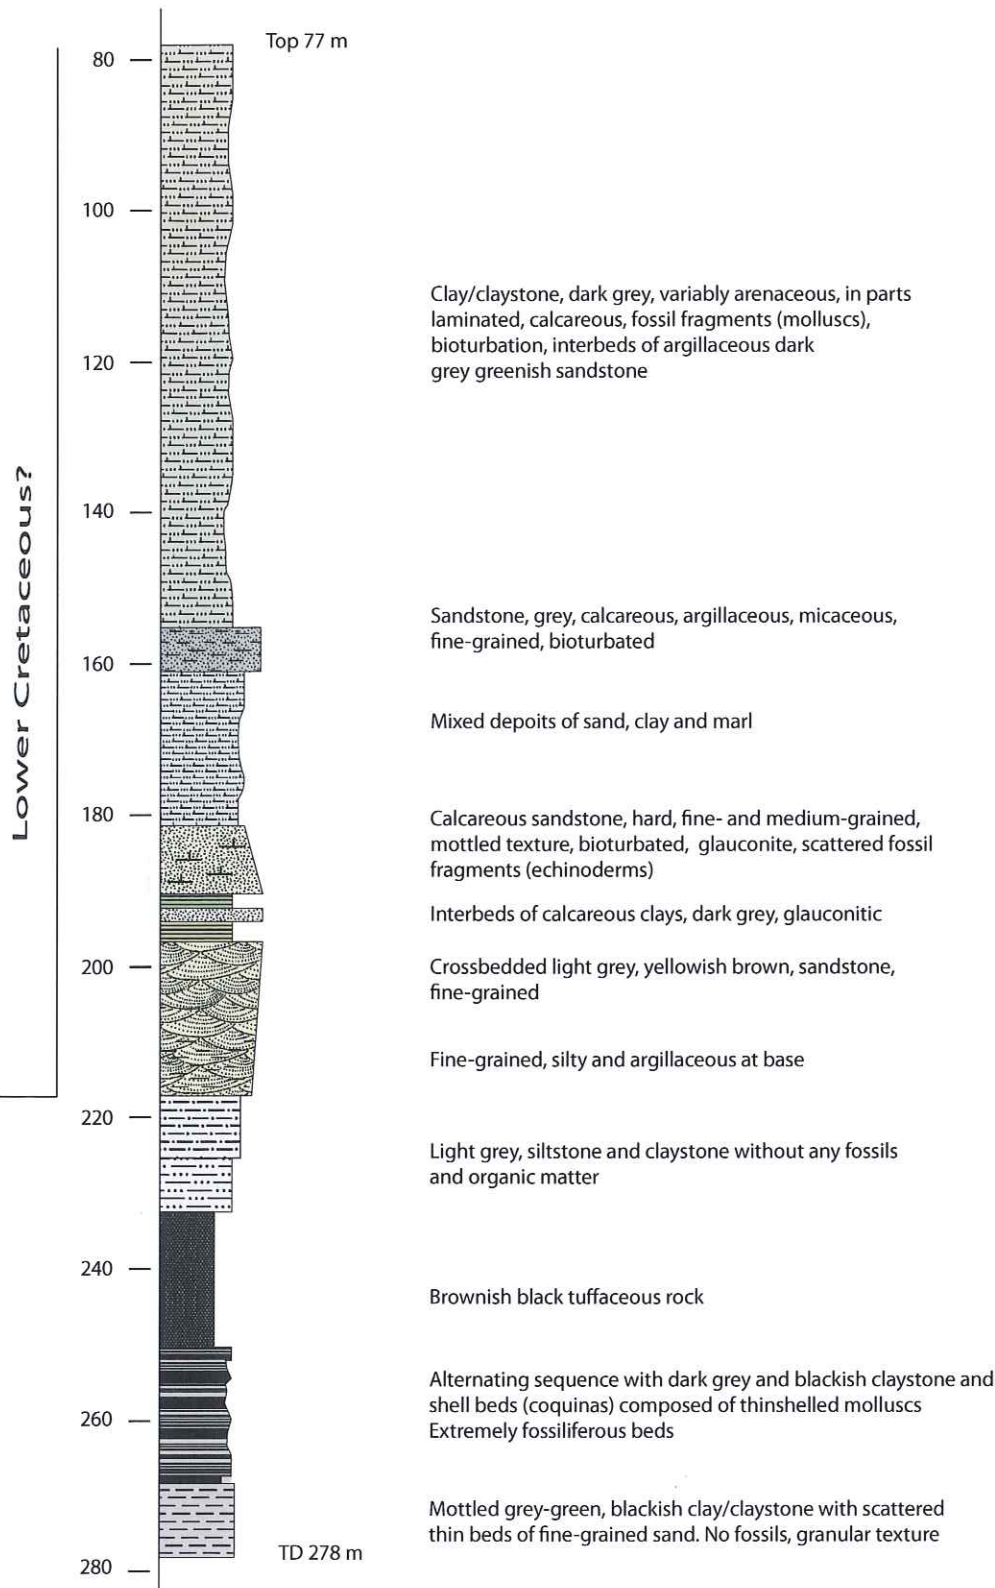 Top 77 m
80
100
Clay/claystone, dark grey, variably arenaceous, in parts
laminated, calcareous, fossil fragments (molluscs),
bioturbation, interbeds of argillaceous dark
grey greenish sandstone
120
Lower Cretaceous?
140
Sandstone, grey, calcareous, argillaceous, micaceous,
fine-grained, bioturbated
160
Mixed depoits of sand, clay and marl
180
Calcareous sandstone, hard, fine- and medium-grained,
mottled texture, bioturbated, glauconite, scattered fossil
fragments (echinoderms)
Interbeds of calcareous clays, dark grey, glauconitic
200
Crossbedded light grey, yellowish brown, sandstone,
fine-grained
Fine-grained, silty and argillaceous at base
220
Light grey, siltstone and claystone without any fossils
and organic matter
240
Brownish black tuffaceous rock
Alternating sequence with dark grey and blackish claystone and
shell beds (coquinas) composed of thinshelled molluscs
Extremely fossiliferous beds
260
Mottled grey-green, blackish clay/claystone with scattered
thin beds of fine-grained sand. No fossils, granular texture
TD 278 m
280